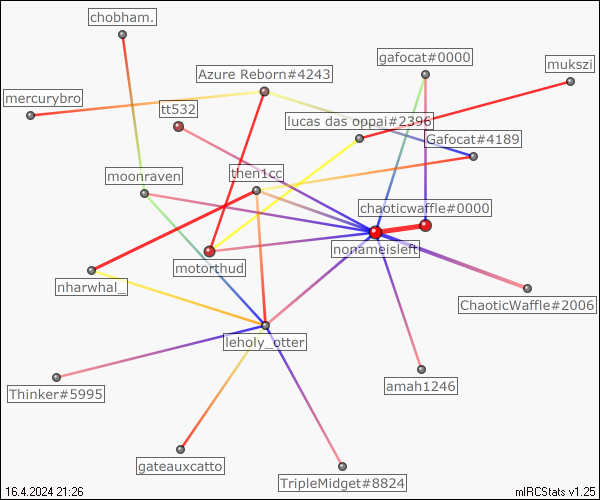 chobham.
gafocat#0000
mukszi
Azure Reborn#4243
mercurybro
tt532
lucas das oppai#2396
Gafocat#4189
moonraven
then1cc
chaoticwaffle#0000
nonameisleft
motorthud
nharwhal_
ChaoticWaffle#2006
leholy_otter
Thinker#5995
amah1246
gateauxcatto
TripleMidget#8824
16.4.2024 21:26
mIRCStats v1.25